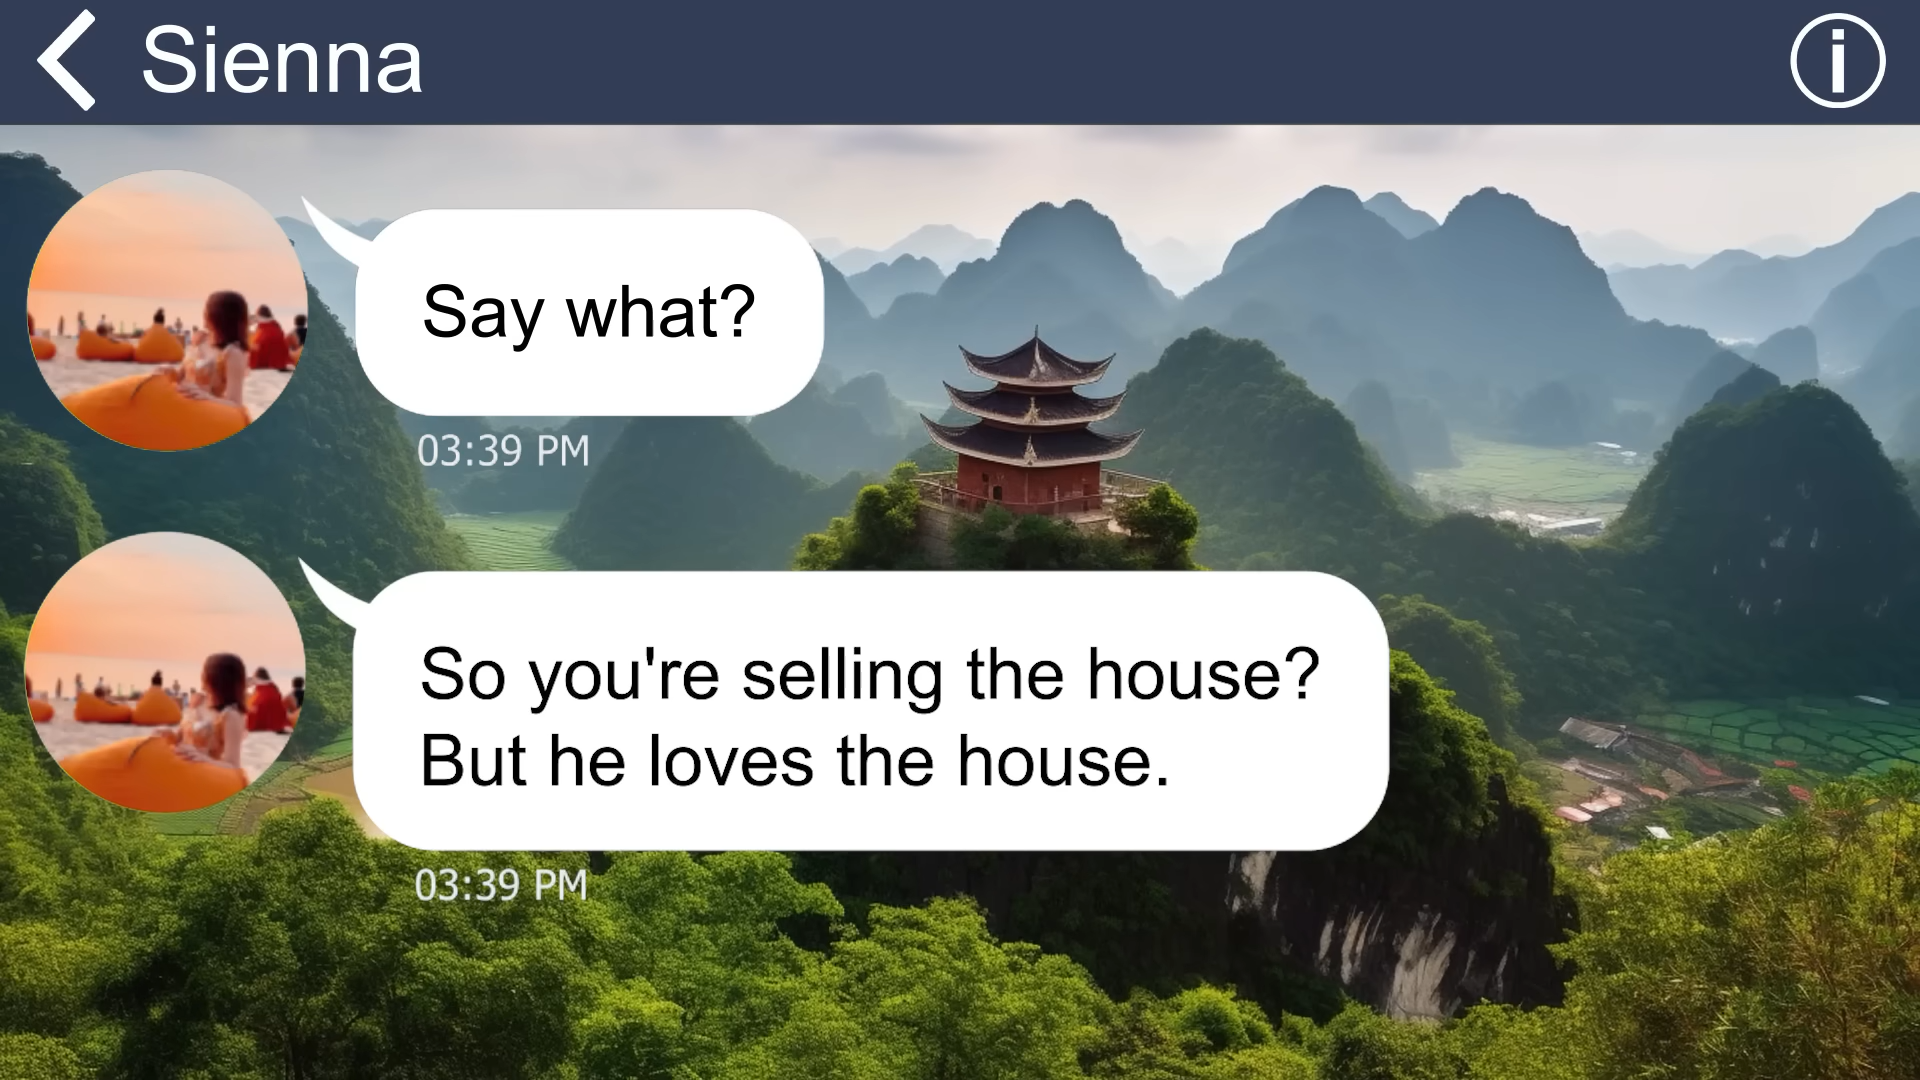 Sienna
Say what?
03:39 PM
So you're selling the house?
But he loves the house.
03:39 PM